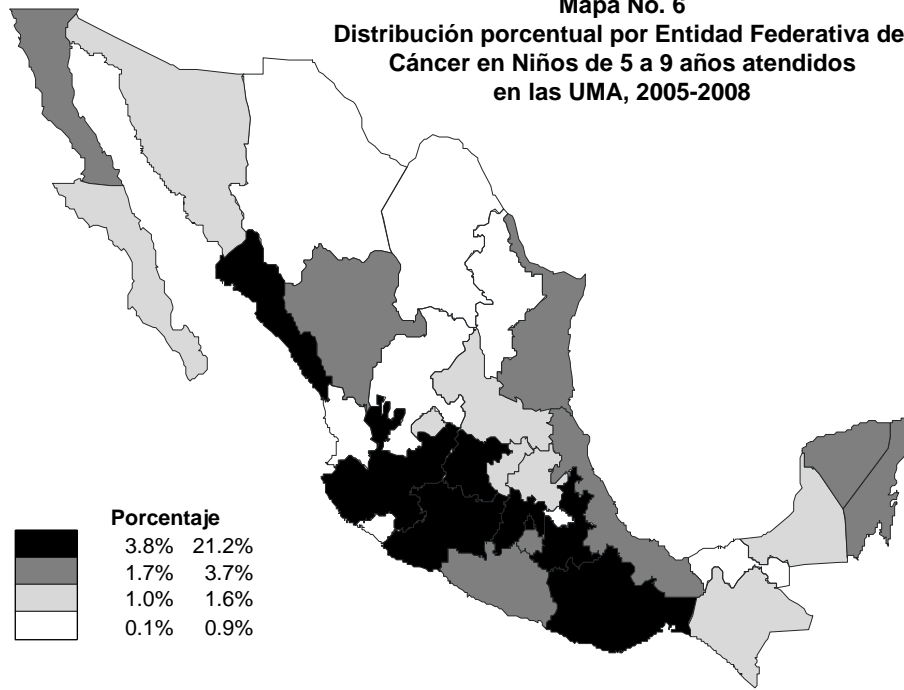 Mapa No. 6
Distribución porcentual por Entidad Federativa de
Cáncer en Niños de 5 a 9 años atendidos
en las UMA, 2005-2008
Porcentaje
3.8% 21.2%
1.7% 3.7%
1.0% 1.6%
0.1% 0.9%